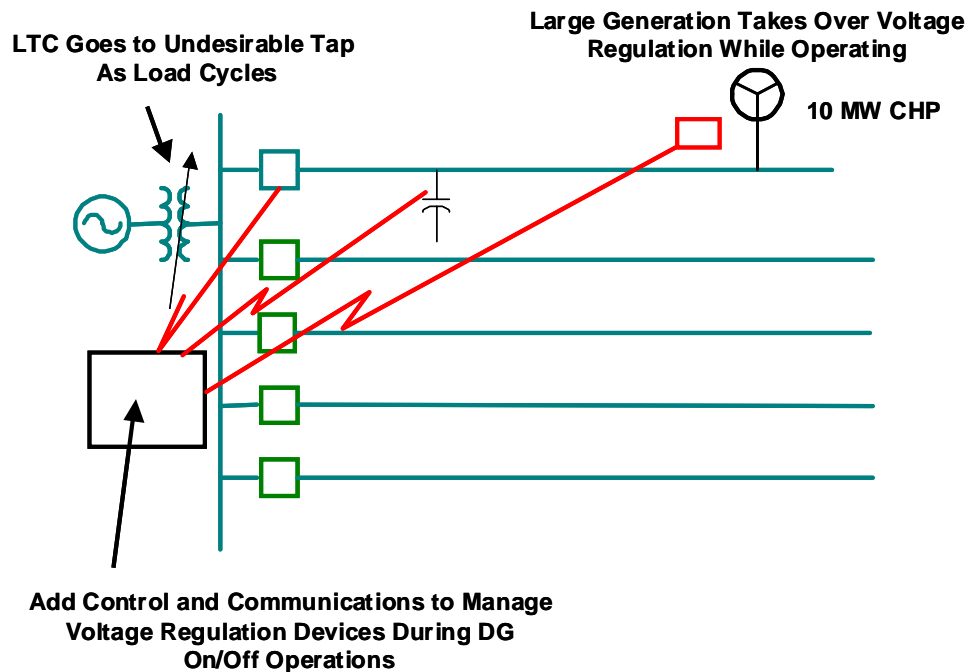 LTC Goes to Undesirable Tap
As Load Cycles
Large Generation Takes Over Voltage
Regulation While Operating
10 MW CHP
Add Control and Communications to Manage
Voltage Regulation Devices During DG
On/Off Operations